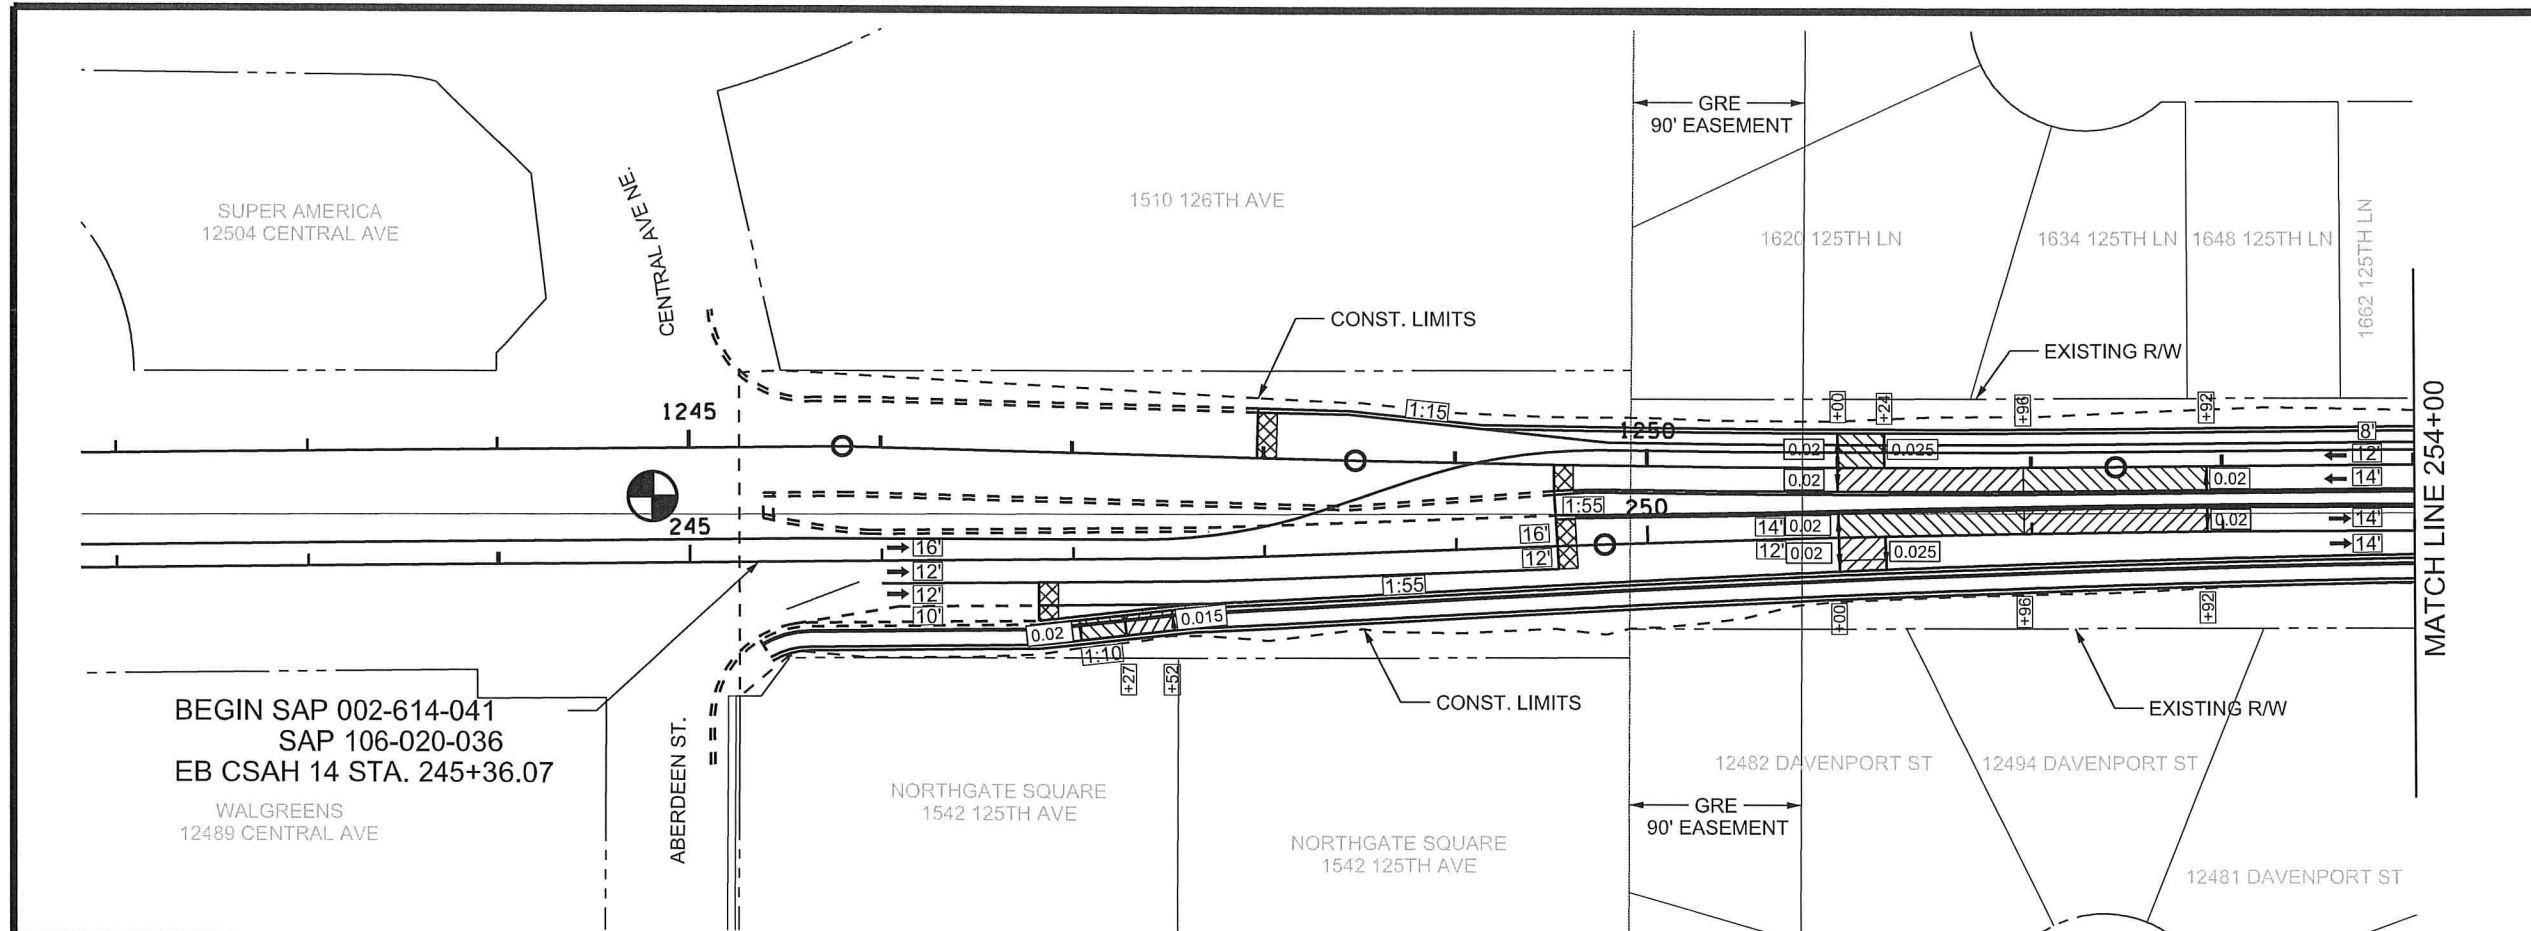 GRE
90' EASEMENT
SUPER AMERICA
12504 CENTRAL AVE
CENTRAL AVE NE.
1510 126TH AVE
1620 125TH LN
1634 125TH LN
1648 125TH LN
1662 125TH LN
CONST. LIMITS
EXISTING R/W
MATCH LINE 254+00
1245
1:15
1250
+00
+24
+96
+92
8'
12'
14'
0.02
0.025
0.02
0.02
245
1:55
250
16'
12'
12'
10'
16'
12'
14'
0.02
12'
0.02
0.025
0.02
14'
14'
1:55
0.02
0.015
1:10
+27
+52
+00
+96
+92
CONST. LIMITS
EXISTING R/W
BEGIN SAP 002-614-041
SAP 106-020-036
EB CSAH 14 STA. 245+36.07
WALGREENS
12489 CENTRAL AVE
ABERDEEN ST.
NORTHGATE SQUARE
1542 125TH AVE
NORTHGATE SQUARE
1542 125TH AVE
12482 DAVENPORT ST
12494 DAVENPORT ST
GRE
90' EASEMENT
12481 DAVENPORT ST